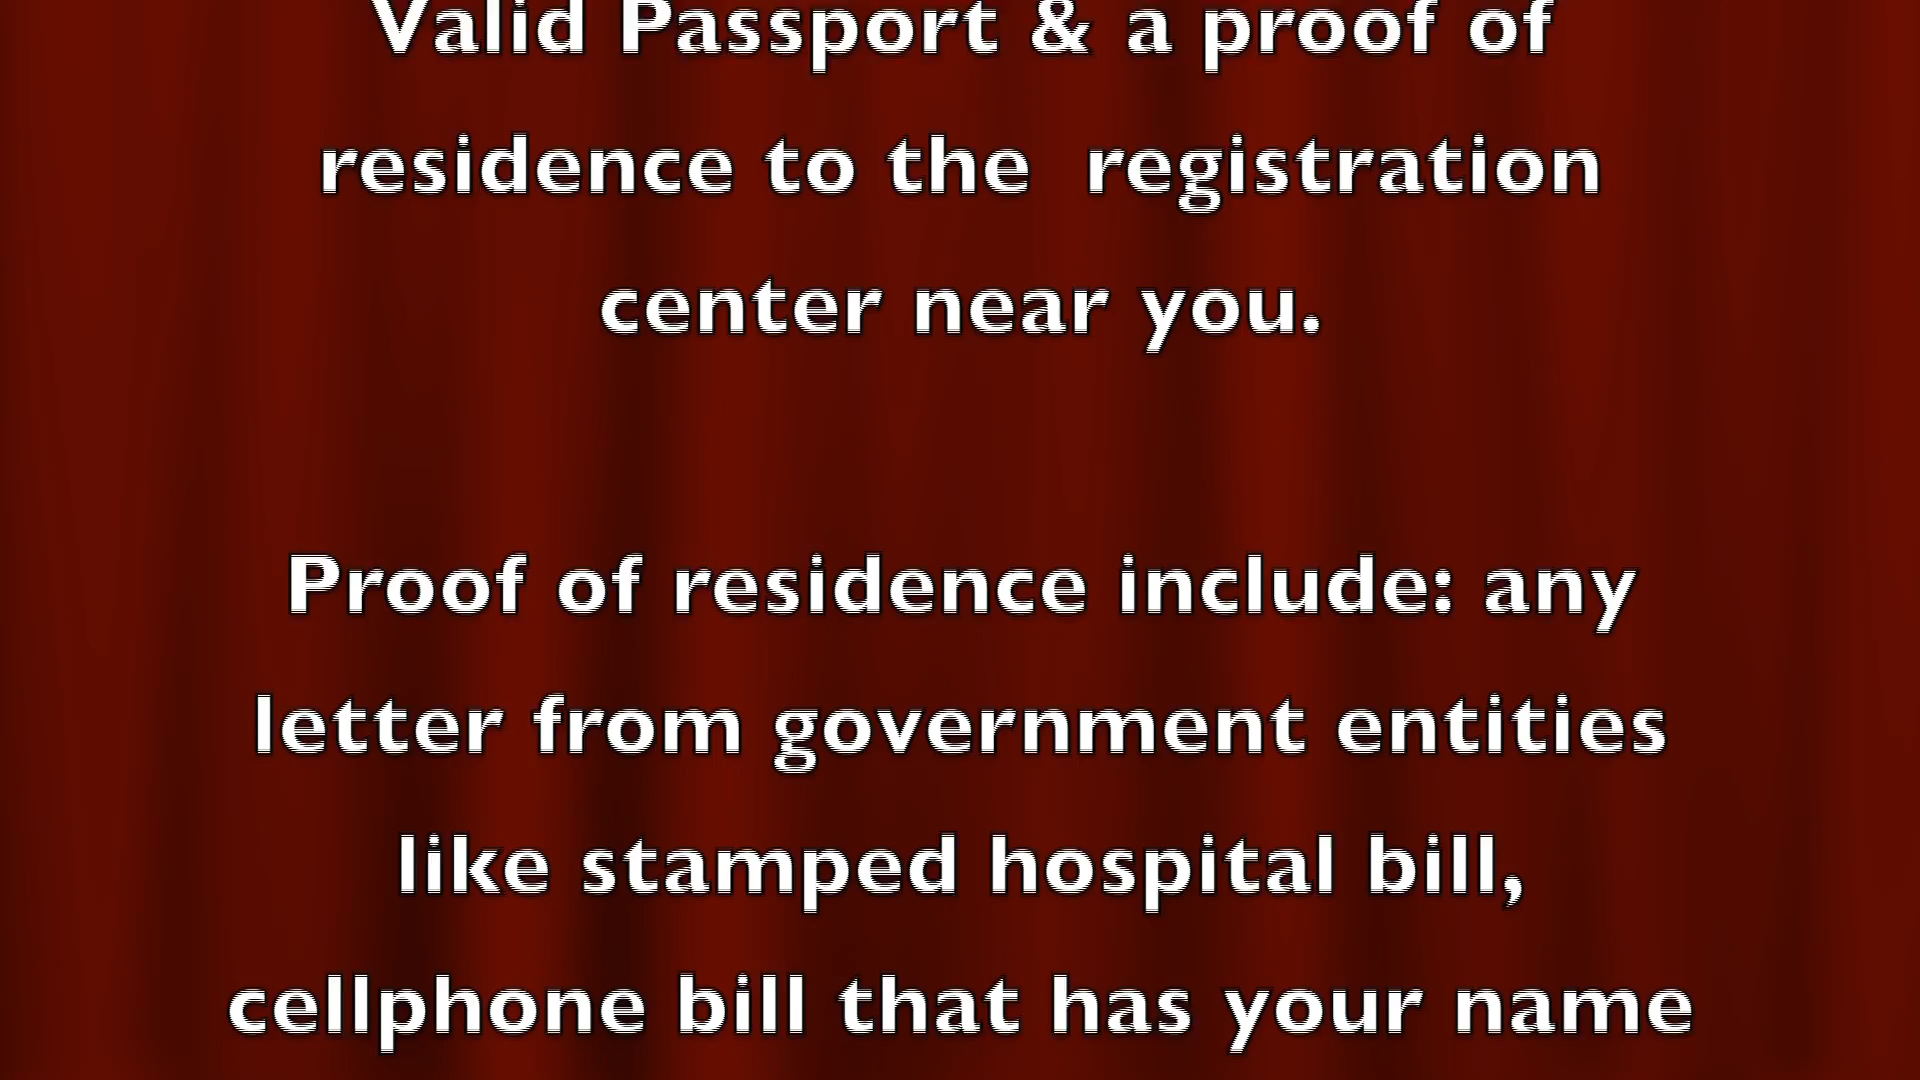 Valid Passport & a proof of
residence to the registration
center near you.
Proof of residence include: any
letter from government entities
like stamped hospital bill,
cellphone bill that has your name